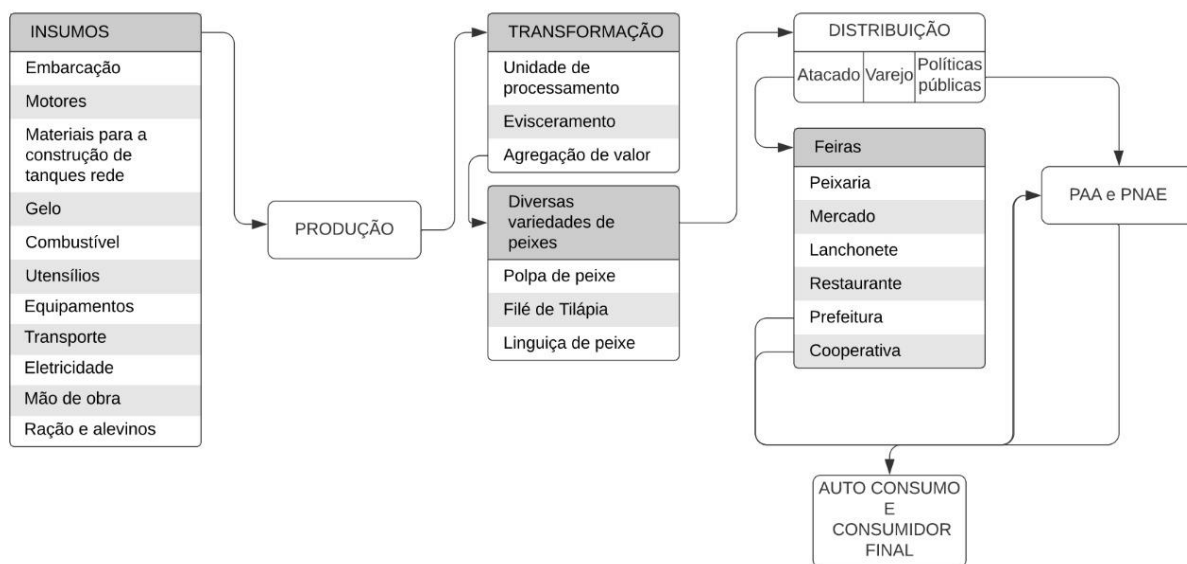 INSUMOS
Embarcação
Motores
Materiais para a
construção de
tanques rede
Gelo
Combustível
Utensílios
Equipamentos
Transporte
Eletricidade
Mão de obra
Ração e alevinos
PRODUÇÃO
TRANSFORMAÇÃO
Unidade de
processamento
Evisceramento
Agregação de valor
Diversas
variedades de
peixes
Polpa de peixe
Filé de Tilápia
Linguiça de peixe
DISTRIBUIÇÃO
Atacado
Varejo
Políticas
públicas
Feiras
Peixaria
Mercado
Lanchonete
Restaurante
Prefeitura
Cooperativa
PAA e PNAE
AUTO CONSUMO
E
CONSUMIDOR
FINAL